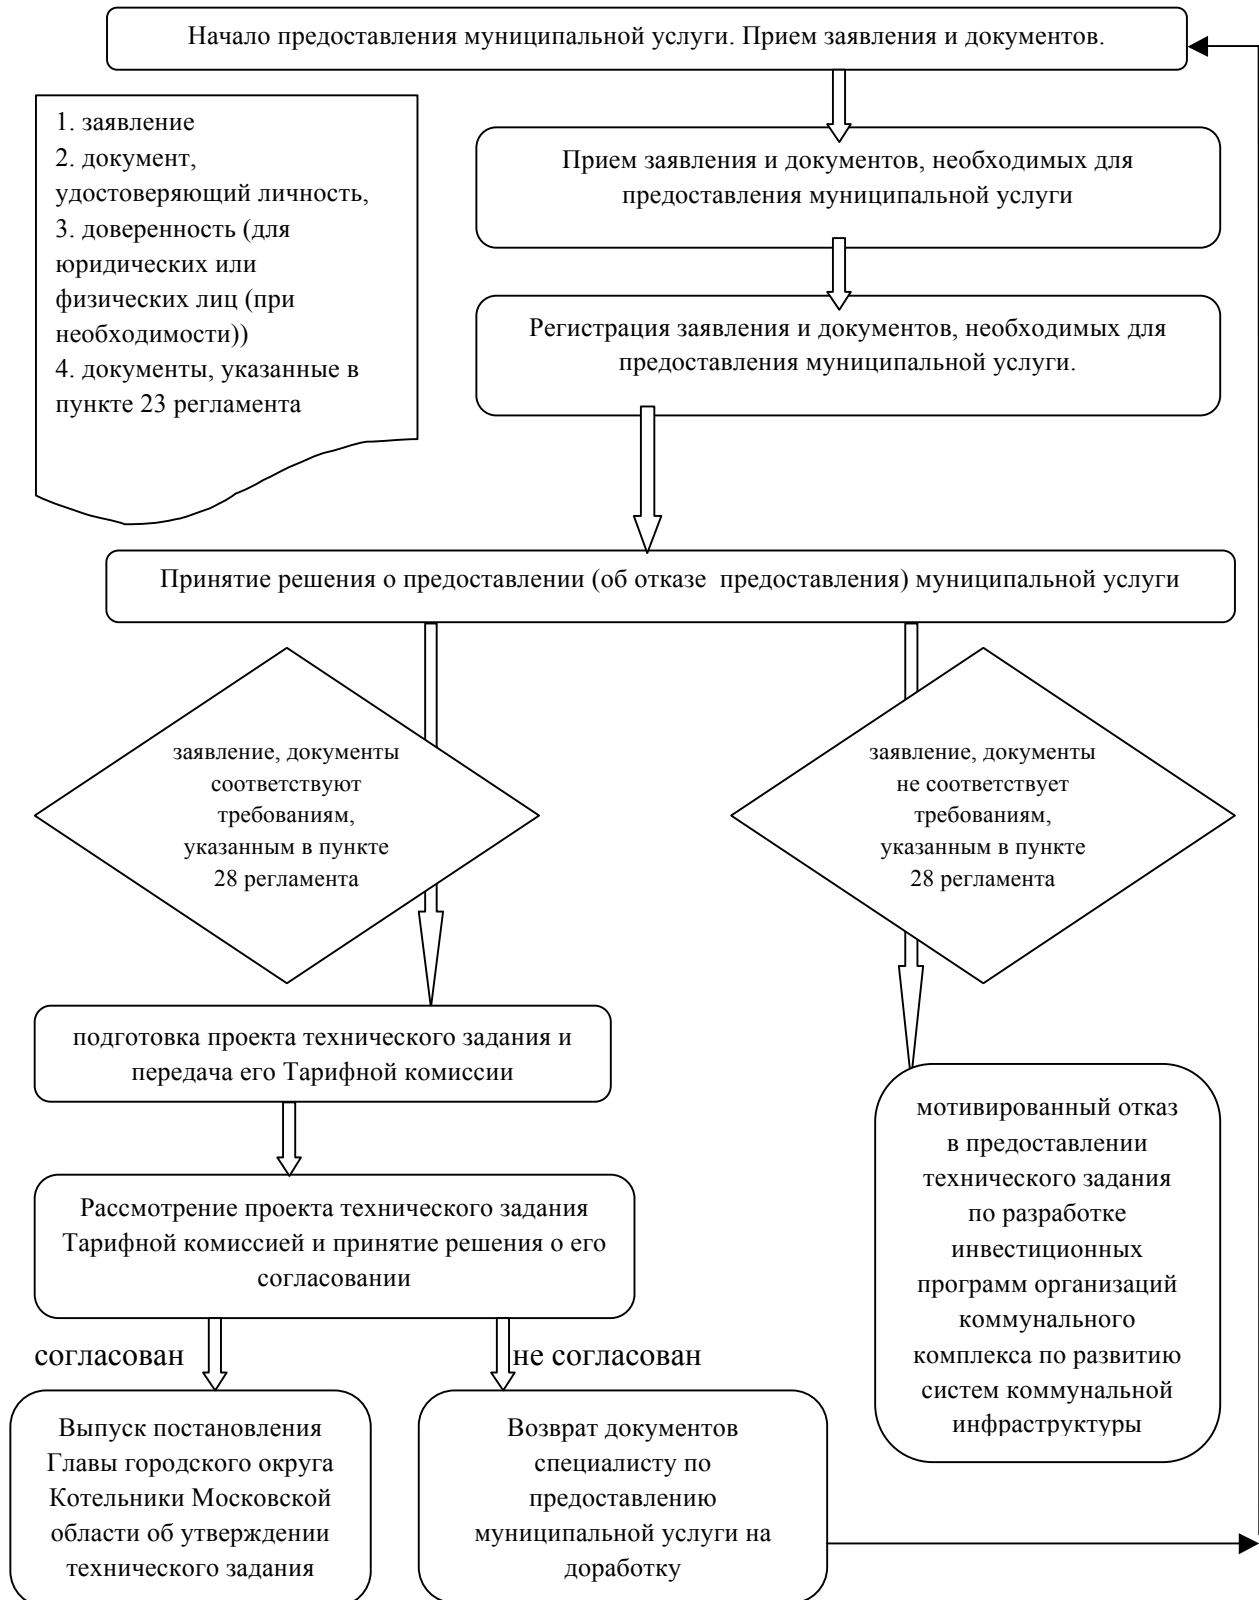 Начало предоставления муниципальной услуги. Прием заявления и документов.
1. заявление
2. документ,
удостоверяющий личность,
3. доверенность (для
юридических или
физических лиц (при
необходимости))
4. документы, указанные в
пункте 23 регламента
Прием заявления и документов, необходимых для
предоставления муниципальной услуги
Регистрация заявления и документов, необходимых для
предоставления муниципальной услуги.
Принятие решения о предоставлении (об отказе предоставления) муниципальной услуги
заявление, документы
соответствуют
требованиям,
указанным в пункте
28 регламента
заявление, документы
не соответствует
требованиям,
указанным в пункте
28 регламента
подготовка проекта технического задания и
передача его Тарифной комиссии
мотивированный отказ
в предоставлении
технического задания
по разработке
инвестиционных
программ организаций
коммунального
комплекса по развитию
систем коммунальной
инфраструктуры
Рассмотрение проекта технического задания
Тарифной комиссией и принятие решения о его
согласовании
согласован
не согласован
Выпуск постановления
Главы городского округа
Котельники Московской
области об утверждении
технического задания
Возврат документов
специалисту по
предоставлению
муниципальной услуги на
доработку